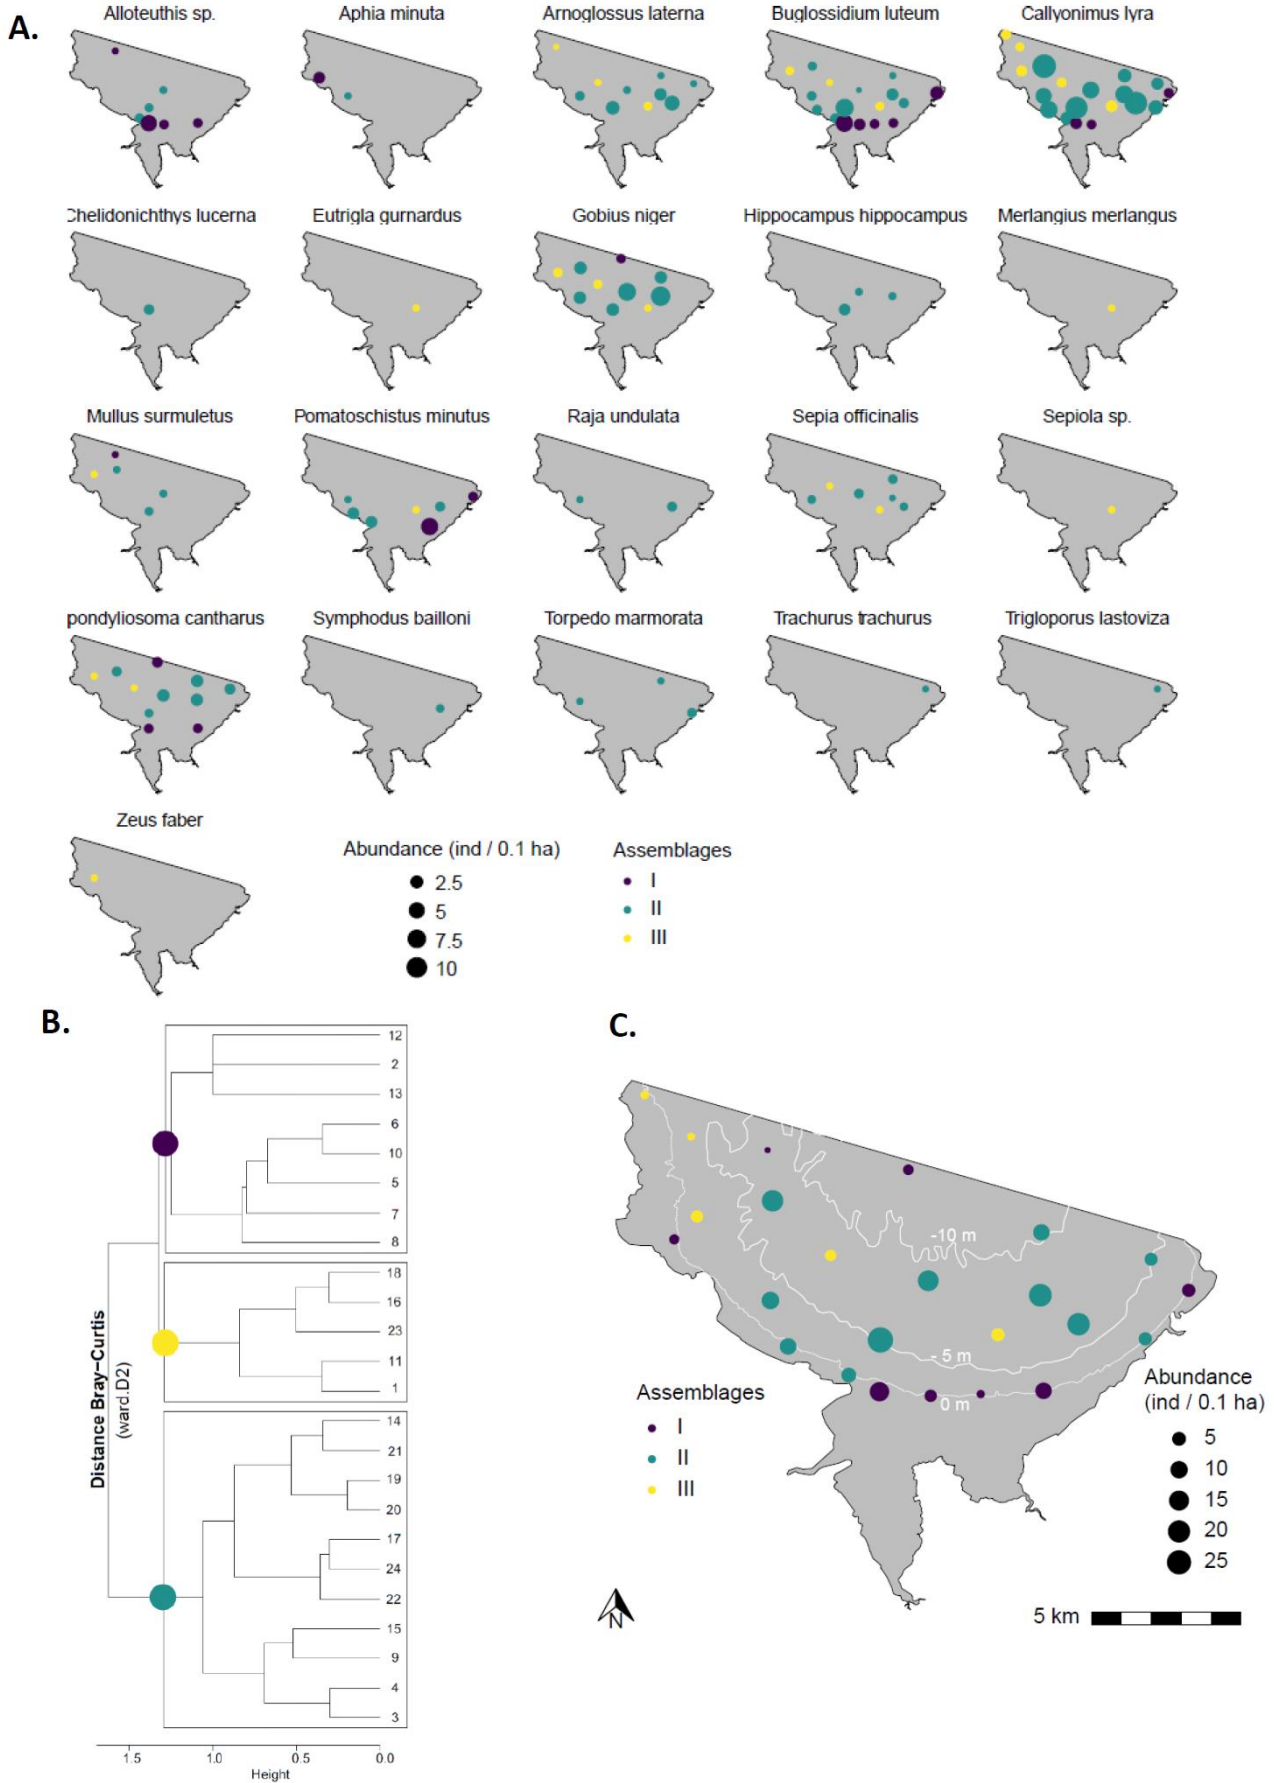 A.
Alloteuthis sp.
Aphia minuta
Arnoglossus laterna
Buglossidium luteum
Callyonimus lyra
Chelidonichthys lucerna
Eutrigla gurnardus
Gobius niger
Hippocampus hippocampus
Merlangius merlangus
Mullus surmuletus
Pomatoschistus minutus
Raja undulata
Sepia officinalis
Sepiola sp.
pondyliosoma cantharus
Symphodus bailloni
Torpedo marmorata
Trachurus trachurus
Trigloporus lastoviza
Zeus faber
Abundance (ind / 0.1 ha)
2.5
5
7.5
10
Assemblages
I
II
III
B.
12
2
13
6
10
5
7
8
18
16
23
11
1
14
21
19
20
17
24
22
15
9
4
3
Distance Bray–Curtis
(ward.D2)
1.5
1.0
0.5
0.0
Height
C.
-10 m
- 5 m
0 m
Assemblages
I
II
III
Abundance
(ind / 0.1 ha)
5
10
15
20
25
N
5 km